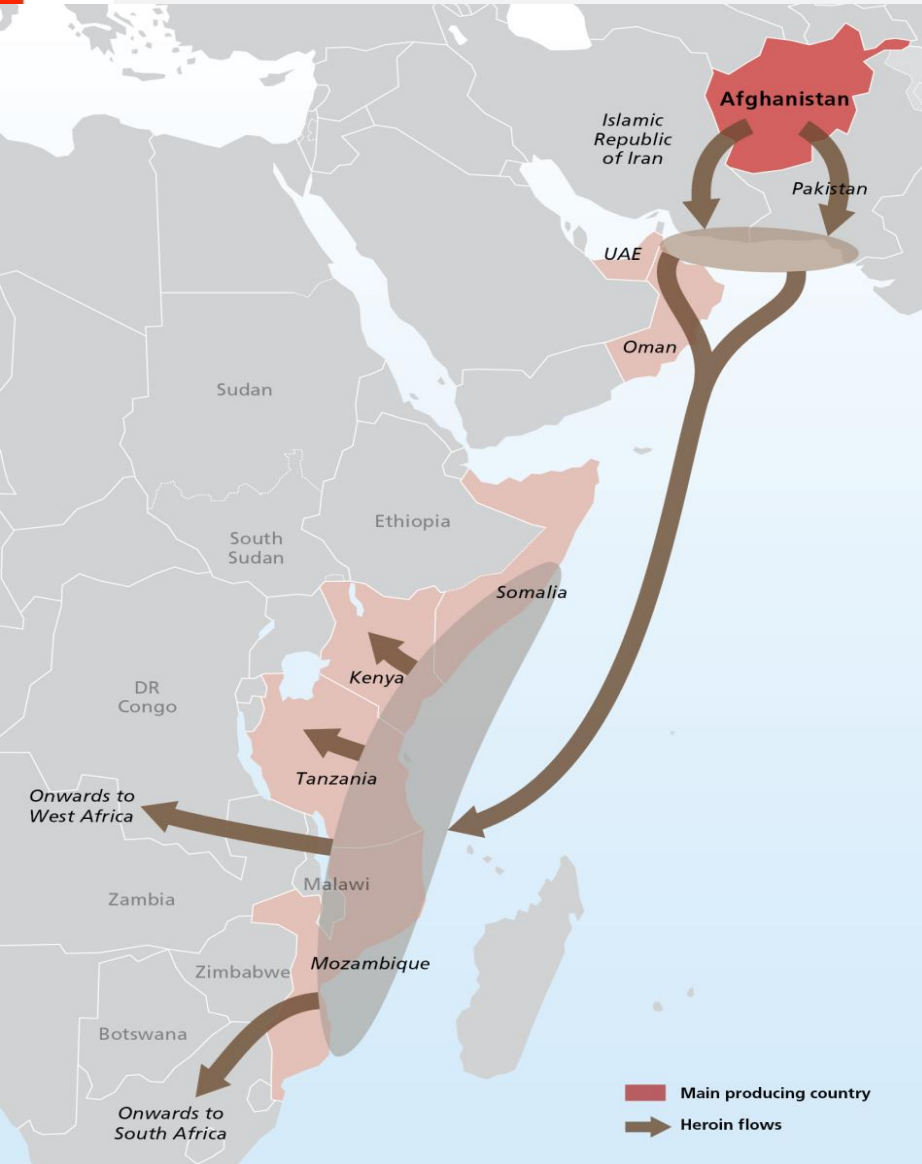 Afghanistan
Islamic
Republic
of Iran
Pakistan
UAE
Oman
Sudan
Ethiopia
South
Sudan
Somalia
Kenya
DR
Congo
Tanzania
Onwards to
West Africa
Malawi
Zambia
Mozambique
Zimbabwe
Botswana
Main producing country
Onwards to
South Africa
Heroin flows